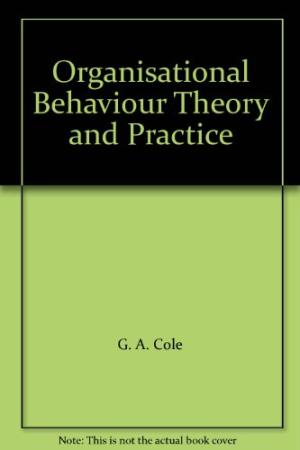 Organisational
Behaviour Theory
and Practice
G. A. Cole
Note: This is not the actual book cover